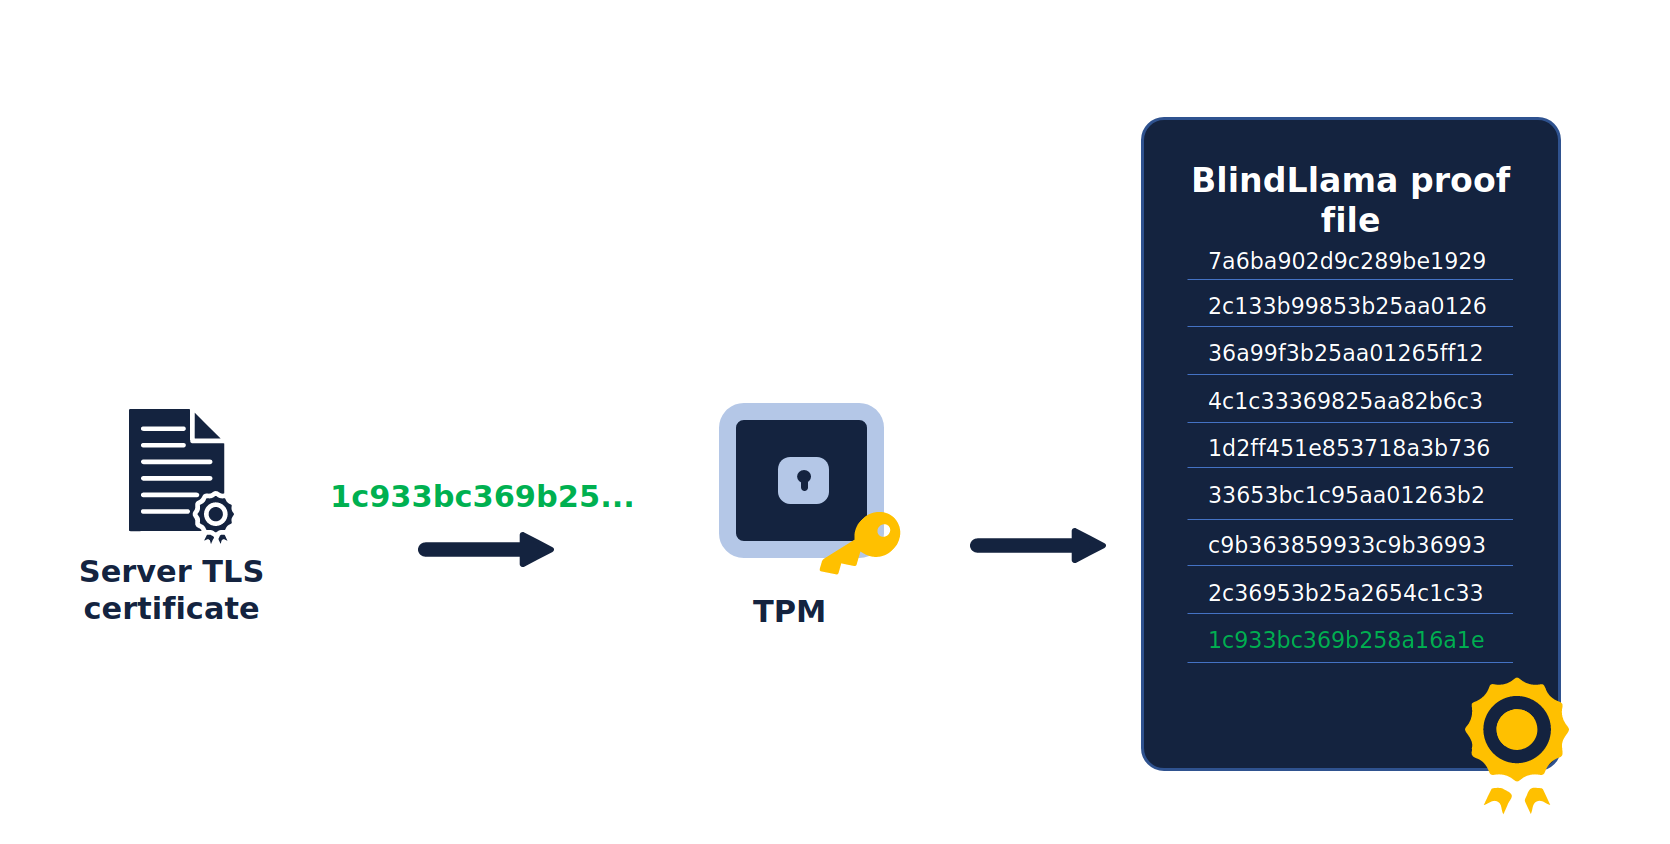 BlindLlama proof
file
7a6ba902d9c289be1929
2c133b99853b25aa0126
36a99f3b25aa01265ff12
4c1c33369825aa82b6c3
1d2ff451e853718a3b736
33653bc1c95aa01263b2
c9b363859933c9b36993
2c36953b25a2654c1c33
1c933bc369b258a16a1e
1c933bc369b25...
Server TLS
certificate
TPM